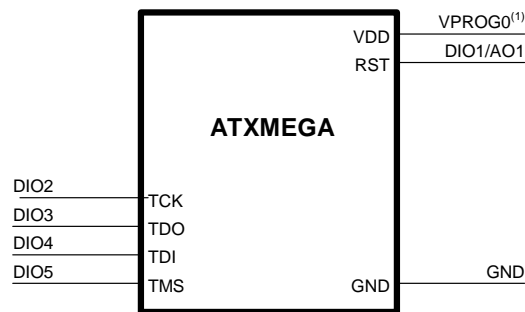 VPROG0(1)
VDD
DIO1/AO1
RST
ATXMEGA
DIO2
TCK
DIO3
TDO
DIO4
TDI
DIO5
TMS
GND
GND